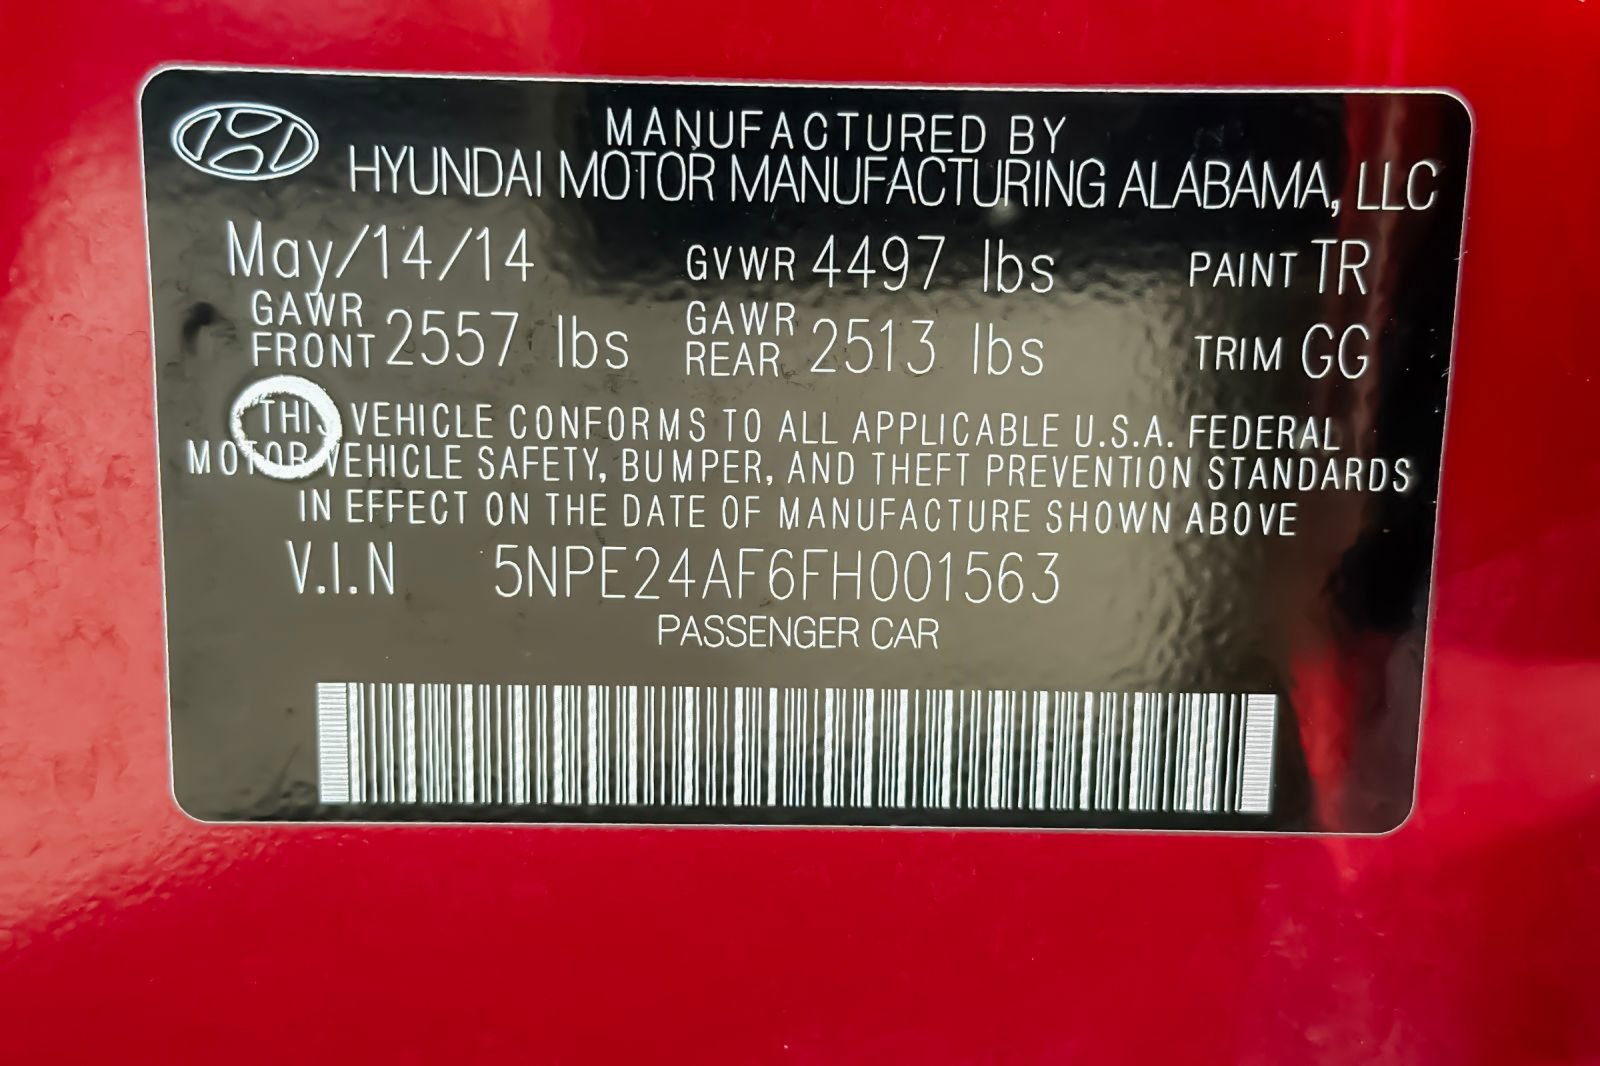 MANUFACTURED BY
HYUNDAI MOTOR MANUFACTURING ALABAMA, LLC
May/14/14 GVWR 4497 lbs PAINT TR
GAWR FRONT 2557 lbs GAWR REAR 2513 lbs TRIM GG
THIS VEHICLE CONFORMS TO ALL APPLICABLE U.S.A. FEDERAL
MOTOR VEHICLE SAFETY, BUMPER, AND THEFT PREVENTION STANDARDS
IN EFFECT ON THE DATE OF MANUFACTURE SHOWN ABOVE
V.I.N 5NPE24AF6FH001563
PASSENGER CAR